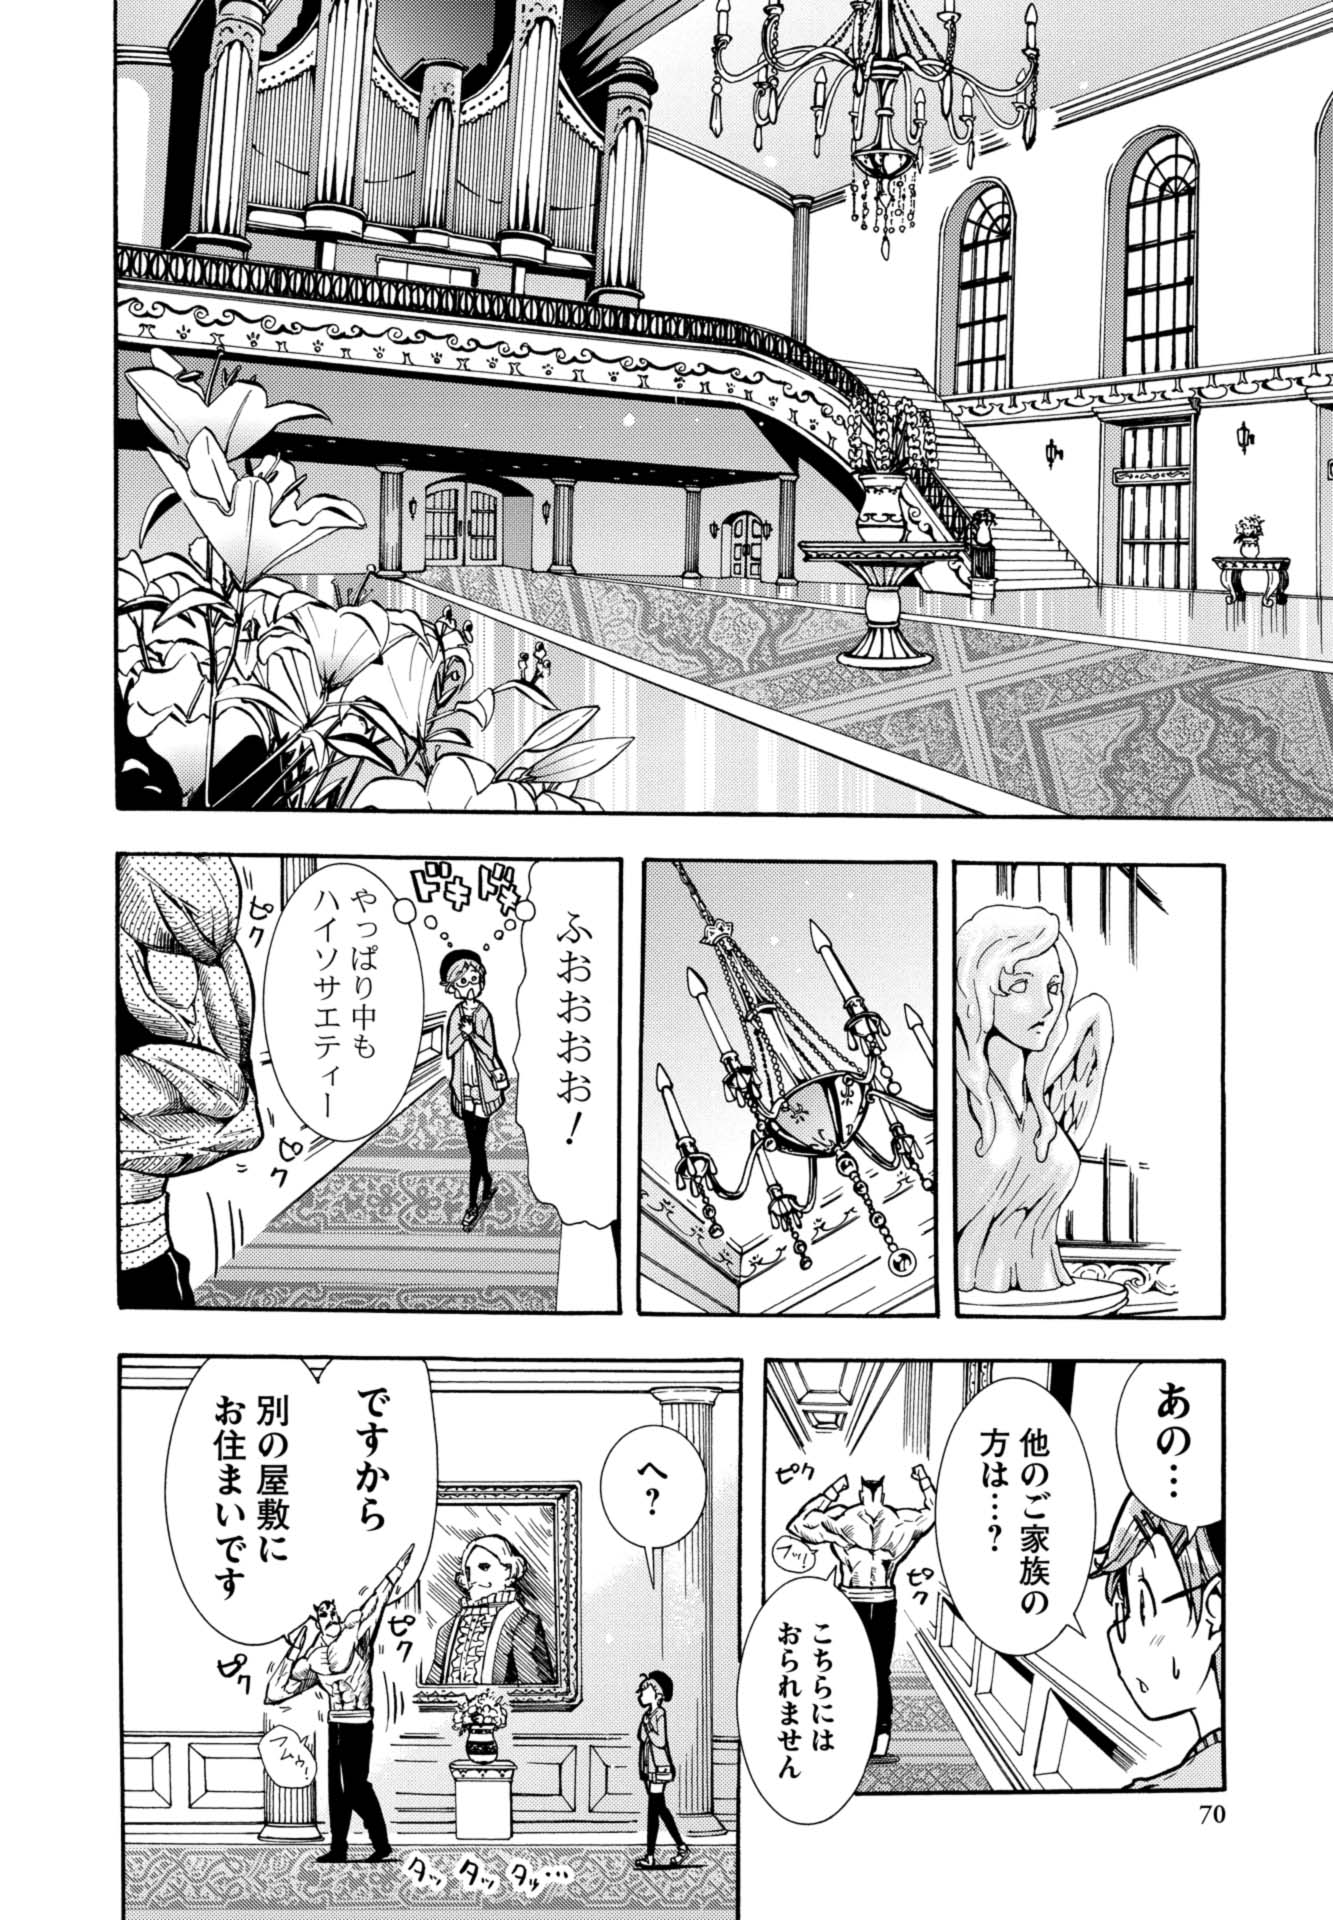 ふおおおお！
ドキドキ
やっぱり中も
ハイソサエティー
ピク
ピク
あの…
他のご家族の
方は…？
ピク
フッ！
ピク
こちらには
おられません
へ？
ですから
別の屋敷に
お住まいです
ピク
ピク
フムゥ！
タッ タッ タッ…
70